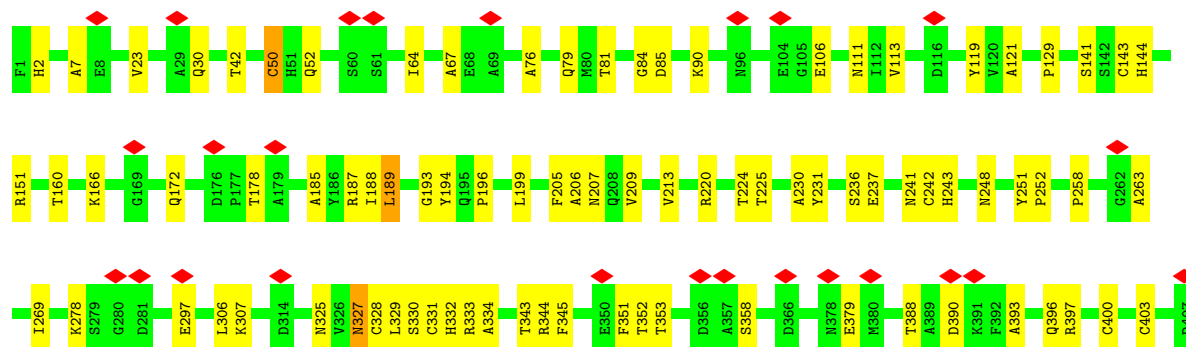 F1 H2 A7 E8 V23 A29 Q30 T42 C50 H51 Q52 S60 S61 I64 A67 E68 A69 A76 Q79 M80 T81 G84 D85 K90 N96 E104 G105 E106 N111 I112 V113 D116 Y119 V120 A121 P129 S141 S142 C143 H144
R151 T160 K166 G169 Q172 D176 P177 T178 A179 A185 Y186 R187 I188 L189 G193 Y194 Q195 P196 L199 F205 A206 N207 Q208 V209 V213 R220 T224 T225 A230 Y231 S236 E237 N241 C242 H243 N248 Y251 P252 P258 G262 A263
I269 K278 S279 G280 D281 E297 L306 K307 D314 N325 V326 N327 C328 L329 S330 C331 H332 R333 A334 T343 R344 F345 E350 F351 T352 T353 D356 A357 S358 D366 N378 E379 M380 T388 A389 D390 K391 F392 A393 Q396 R397 C400 C403